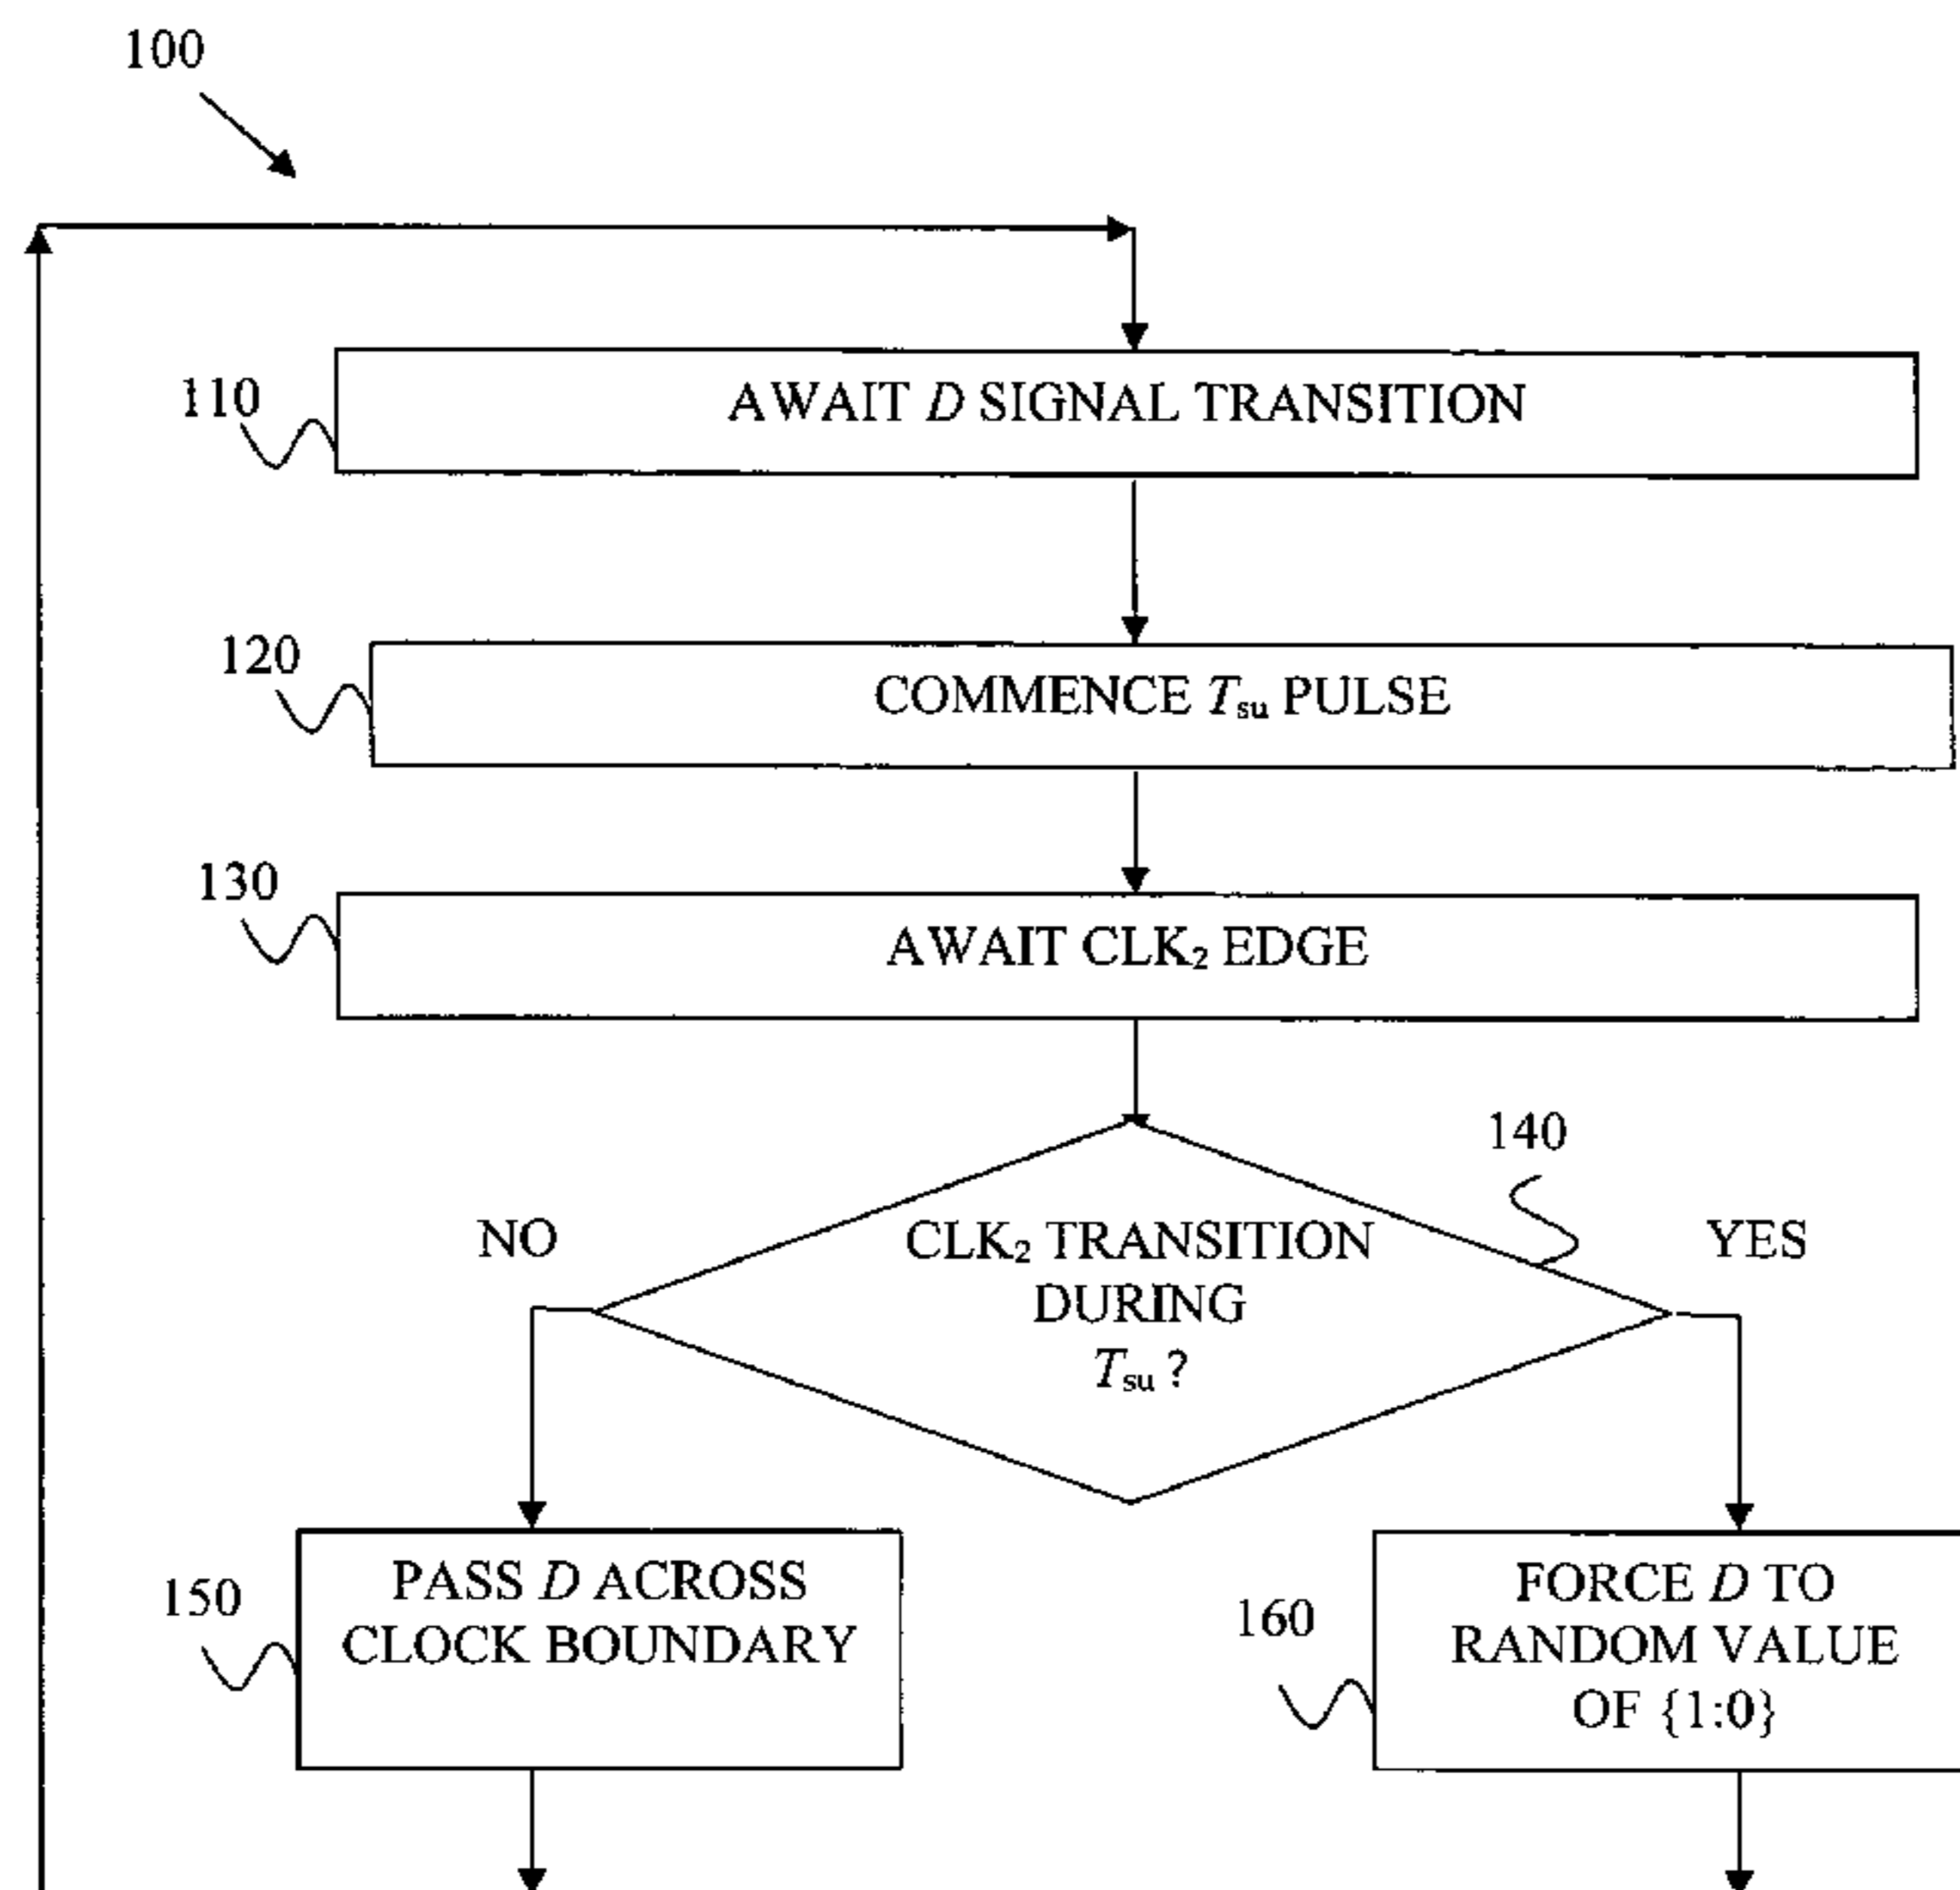 100
110
AWAIT D SIGNAL TRANSITION
120
COMMENCE Tsu PULSE
130
AWAIT CLK₂ EDGE
140
NO
CLK₂ TRANSITION
DURING
Tsu ?
YES
150
PASS D ACROSS
CLOCK BOUNDARY
160
FORCE D TO
RANDOM VALUE
OF {1:0}